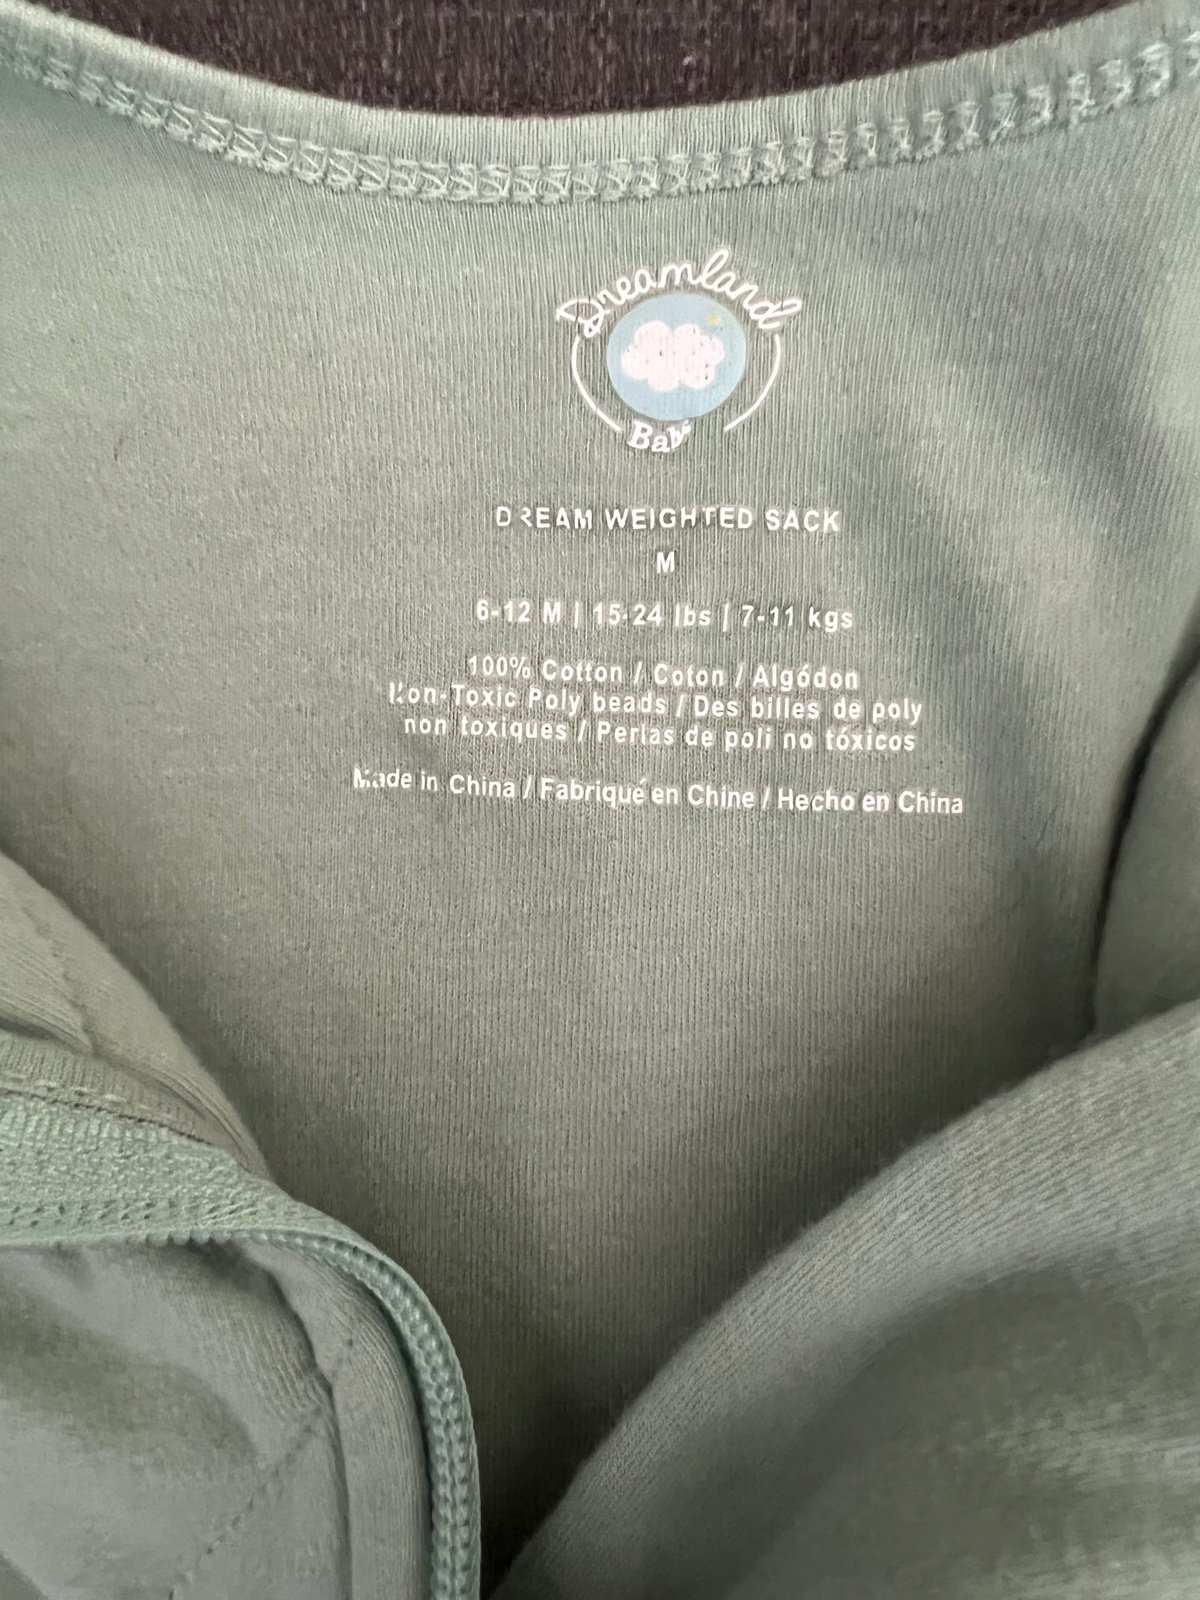 Dreamland
Baby
DREAM WEIGHTED SACK
M
6-12 M | 15-24 lbs | 7-11 kgs
100% Cotton / Coton / Algódon
Non-Toxic Poly beads / Des billes de poly
non toxiques / Perlas de poli no tóxicos
Made in China / Fabriqué en Chine / Hecho en China